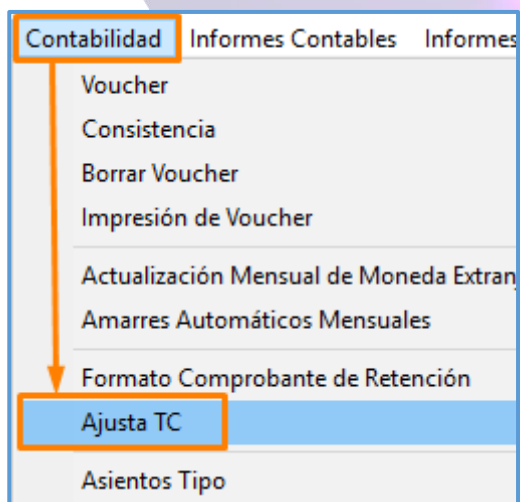 Contabilidad Informes Contables Informes
Voucher
Consistencia
Borrar Voucher
Impresión de Voucher
Actualización Mensual de Moneda Extran
Amarres Automáticos Mensuales
Formato Comprobante de Retención
Ajusta TC
Asientos Tipo